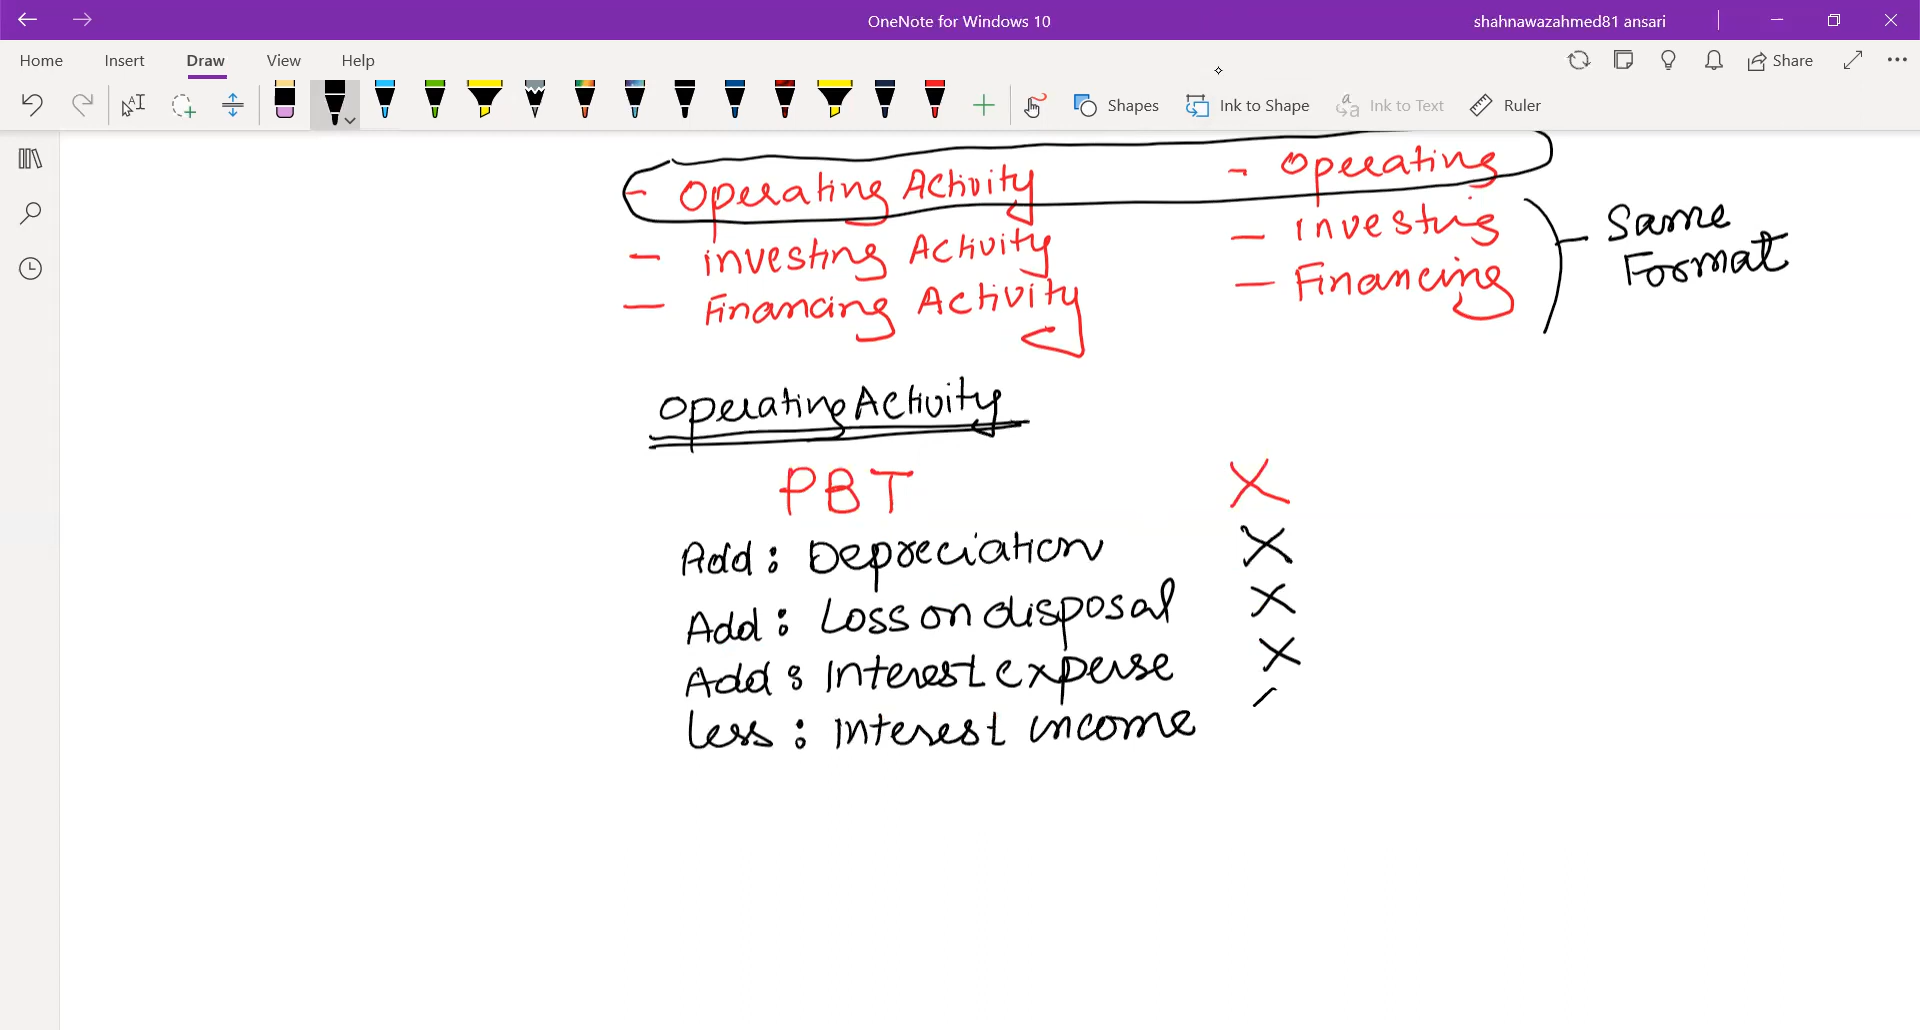 OneNote for Windows 10
shahnawazahmed81 ansari
Home Insert Draw View Help
Share
Shapes Ink to Shape Ink to Text Ruler
- Operating Activity - Operating
- investing Activity - Investing
- Financing Activity - Financing
Same
Format
Operating Activity
PBT X
Add: Depreciation X
Add: Loss on disposal X
Add: Interest expense X
less: Interest income